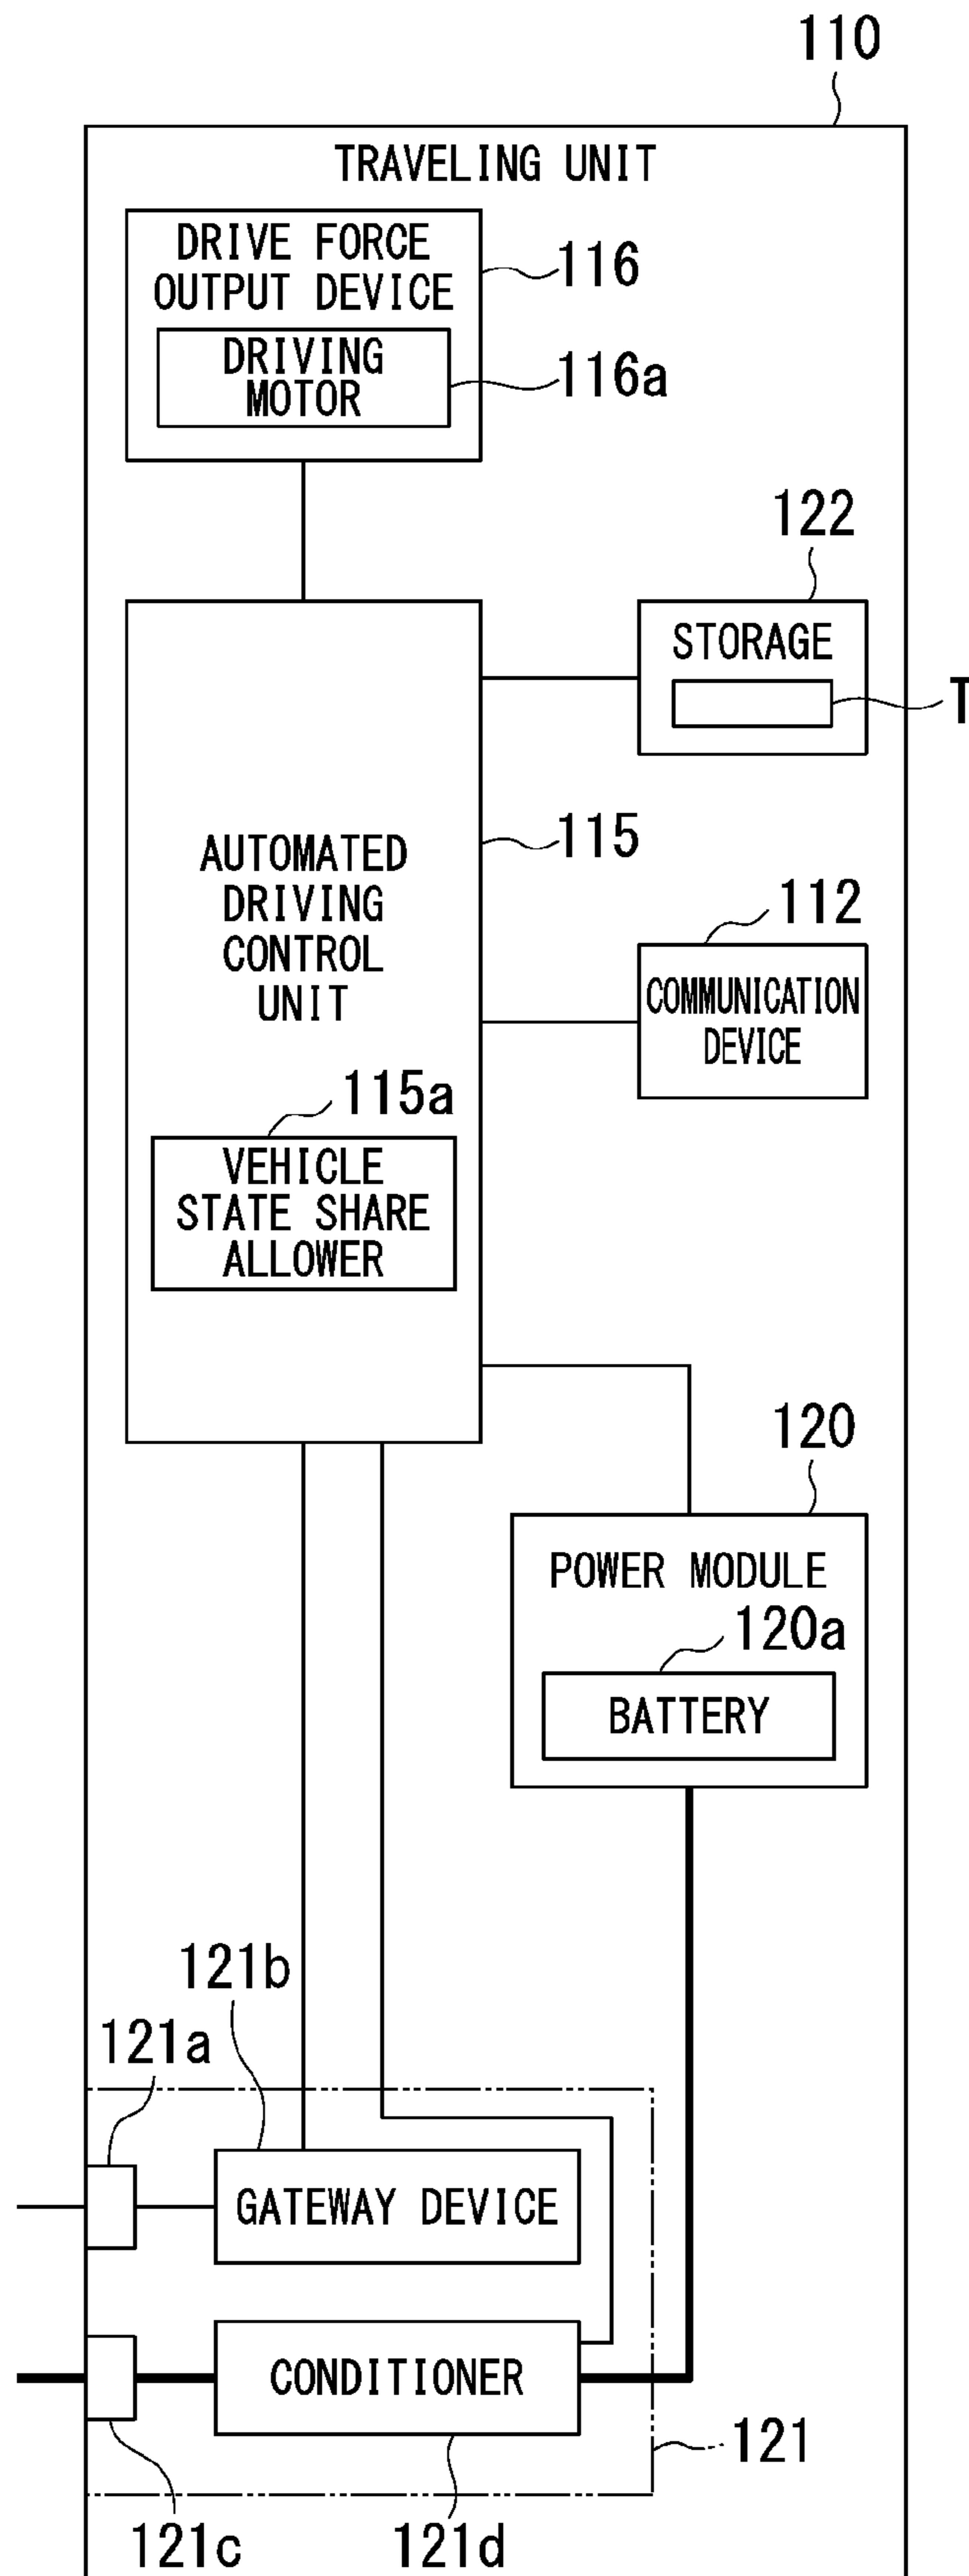 110
TRAVELING UNIT
DRIVE FORCE
OUTPUT DEVICE
116
DRIVING
MOTOR
116a
122
STORAGE
T
AUTOMATED
DRIVING
CONTROL
UNIT
115
112
COMMUNICATION
DEVICE
115a
VEHICLE
STATE SHARE
ALLOWER
120
POWER MODULE
120a
BATTERY
121b
121a
GATEWAY DEVICE
CONDITIONER
121
121c
121d